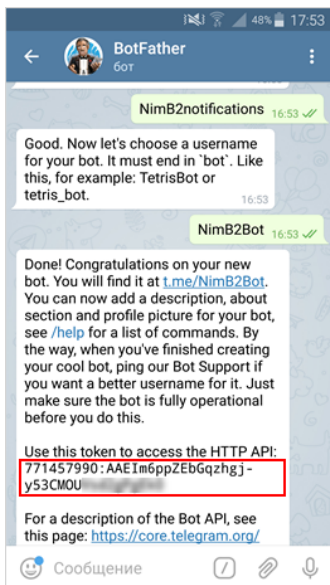 48% 17:53
BotFather
бот
NimB2notifications 16:53
Good. Now let's choose a username
for your bot. It must end in `bot`. Like
this, for example: TetrisBot or
tetris_bot.
16:53
NimB2Bot 16:53
Done! Congratulations on your new
bot. You will find it at t.me/NimB2Bot.
You can now add a description, about
section and profile picture for your bot,
see /help for a list of commands. By
the way, when you've finished creating
your cool bot, ping our Bot Support if
you want a better username for it. Just
make sure the bot is fully operational
before you do this.
Use this token to access the HTTP API:
771457990:AAEIm6ppZEbGqzhgj-
y53CMOU
For a description of the Bot API, see
this page: https://core.telegram.org/
Сообщение